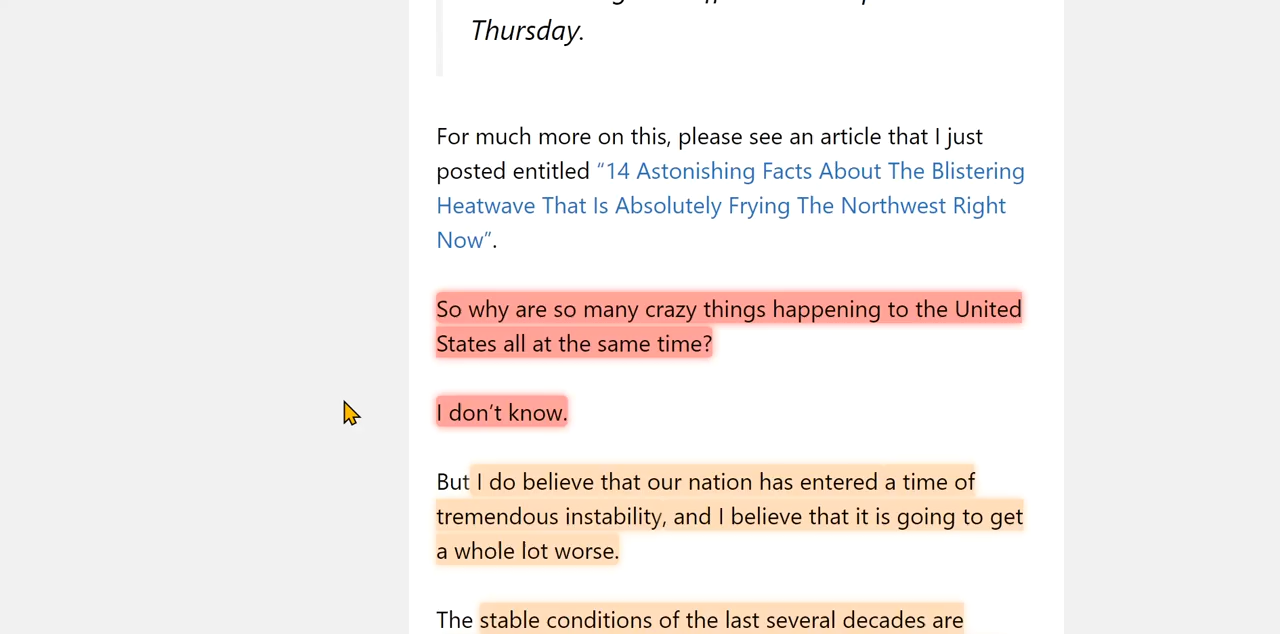 Thursday.
For much more on this, please see an article that I just
posted entitled “14 Astonishing Facts About The Blistering
Heatwave That Is Absolutely Frying The Northwest Right
Now”.
So why are so many crazy things happening to the United
States all at the same time?
I don’t know.
But I do believe that our nation has entered a time of
tremendous instability, and I believe that it is going to get
a whole lot worse.
The stable conditions of the last several decades are